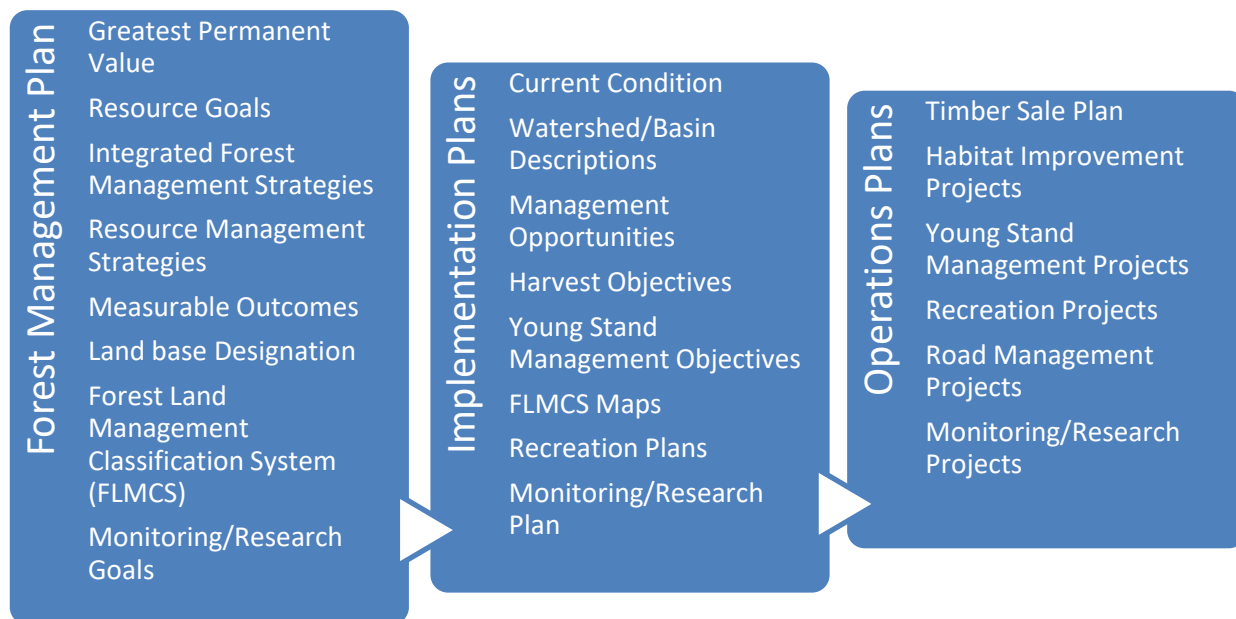 Forest Management Plan
Greatest Permanent
Value
Resource Goals
Integrated Forest
Management Strategies
Resource Management
Strategies
Measurable Outcomes
Land base Designation
Forest Land
Management
Classification System
(FLMCS)
Monitoring/Research
Goals
Implementation Plans
Current Condition
Watershed/Basin
Descriptions
Management
Opportunities
Harvest Objectives
Young Stand
Management Objectives
FLMCS Maps
Recreation Plans
Monitoring/Research
Plan
Operations Plans
Timber Sale Plan
Habitat Improvement
Projects
Young Stand
Management Projects
Recreation Projects
Road Management
Projects
Monitoring/Research
Projects